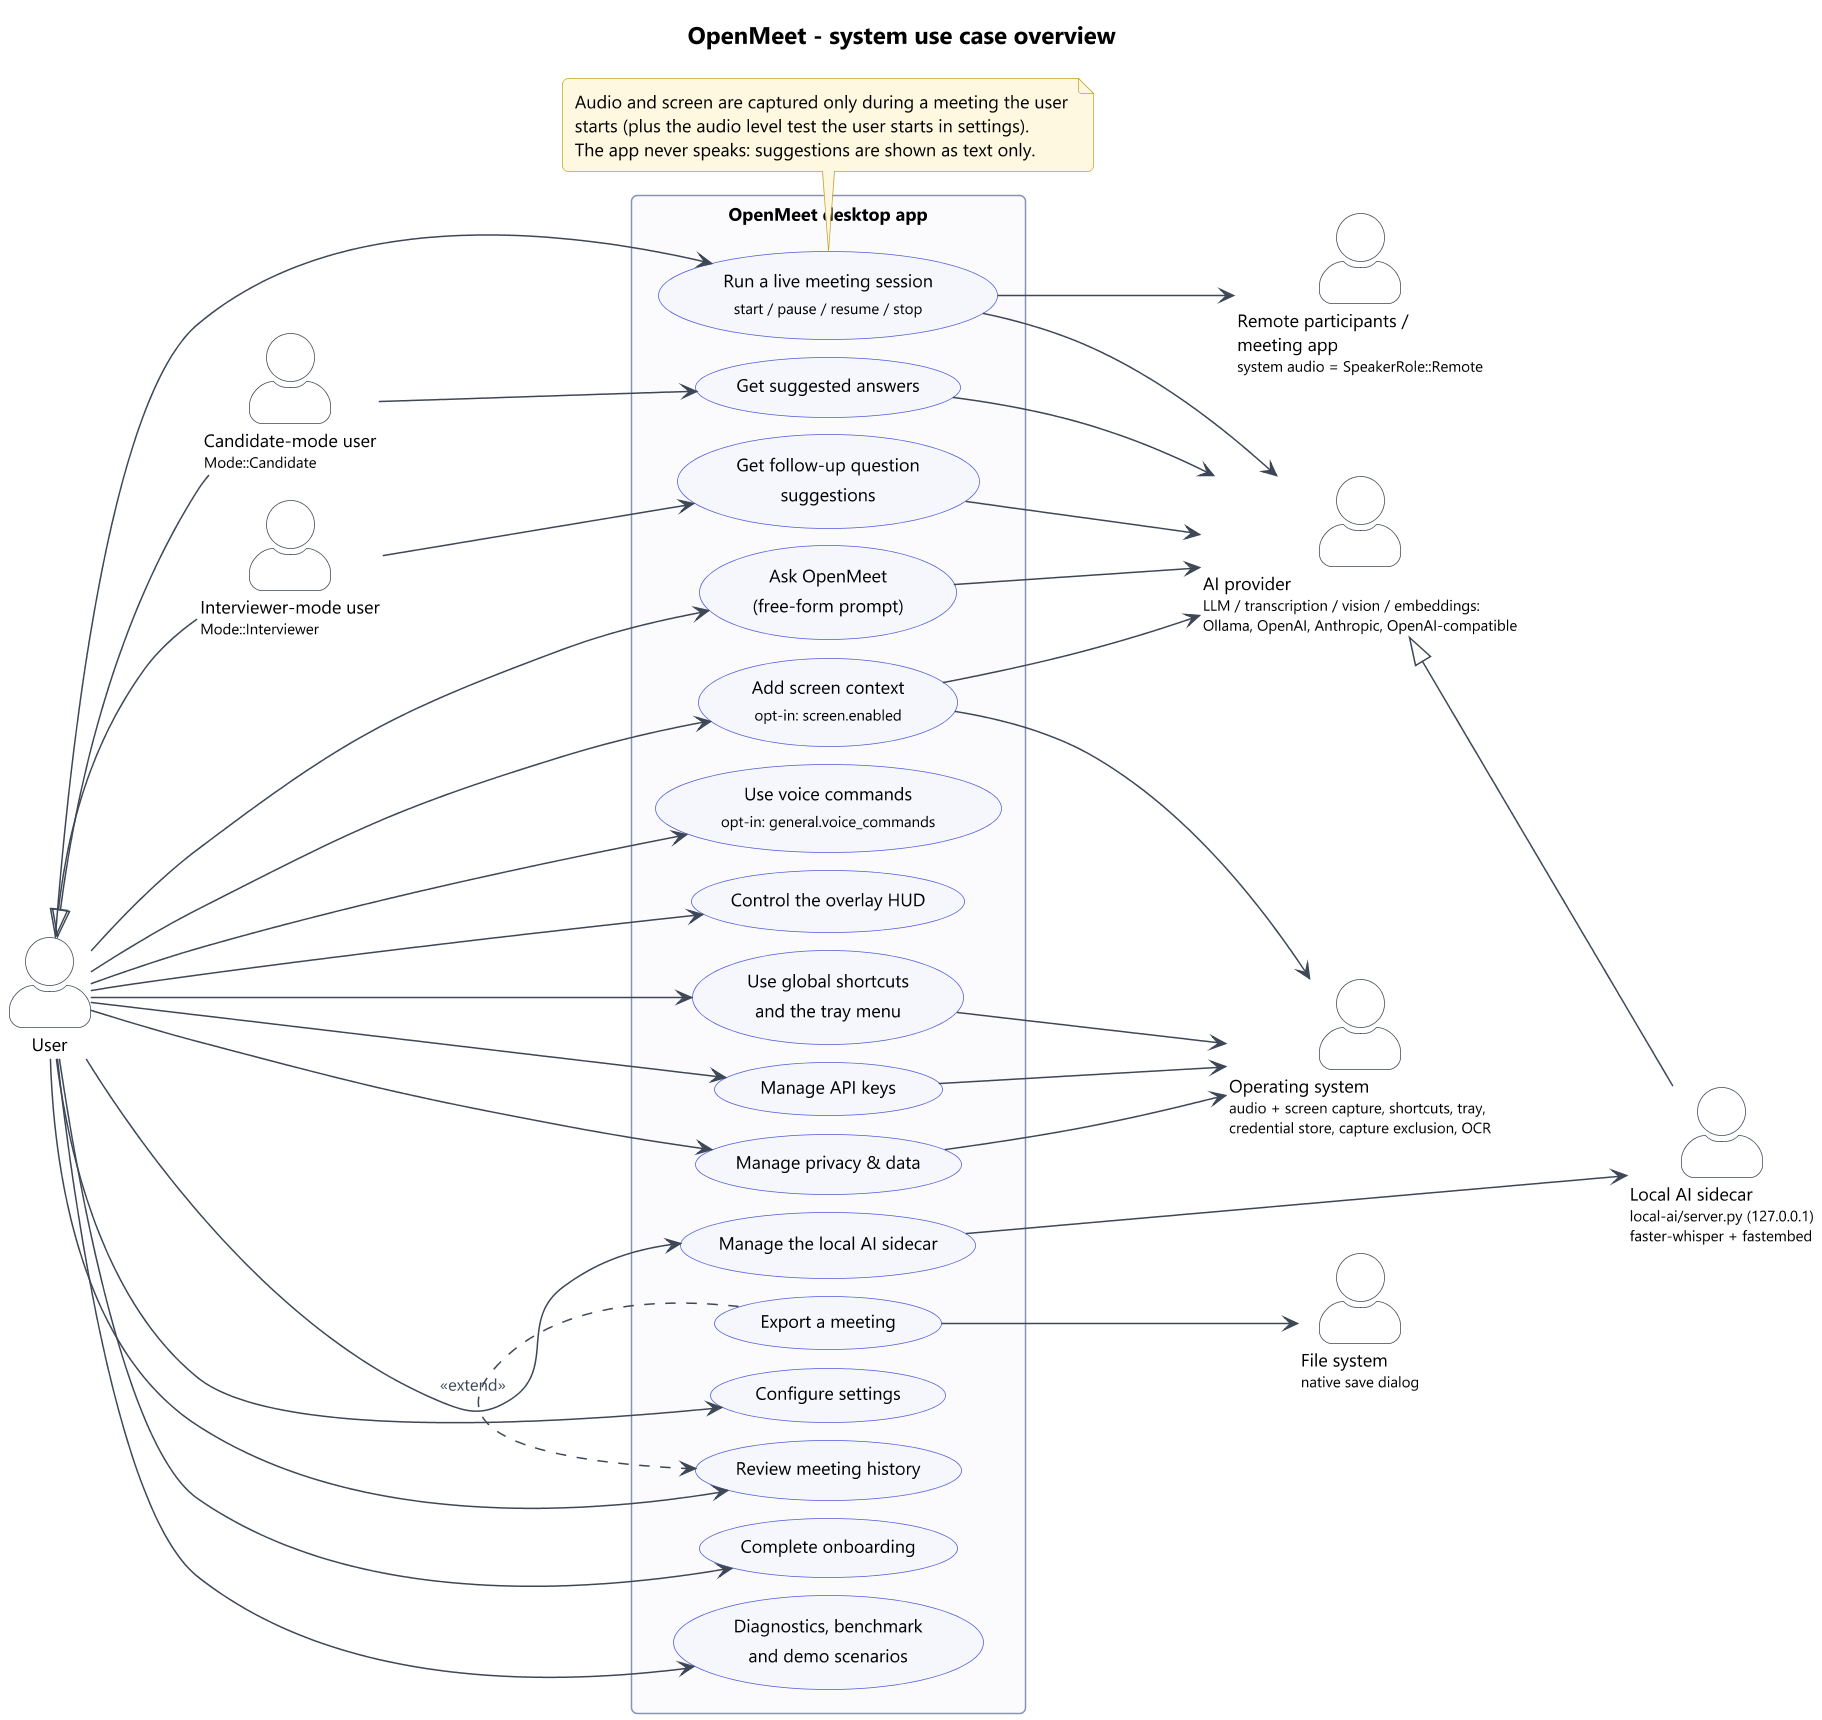 OpenMeet - system use case overview
Audio and screen are captured only during a meeting the user
starts (plus the audio level test the user starts in settings).
The app never speaks: suggestions are shown as text only.
OpenMeet desktop app
Run a live meeting session
start / pause / resume / stop
Get suggested answers
Get follow-up question
suggestions
Ask OpenMeet
(free-form prompt)
Add screen context
opt-in: screen.enabled
Use voice commands
opt-in: general.voice_commands
Control the overlay HUD
Use global shortcuts
and the tray menu
Manage API keys
Manage privacy & data
Manage the local AI sidecar
Export a meeting
Configure settings
Review meeting history
Complete onboarding
Diagnostics, benchmark
and demo scenarios
Candidate-mode user
Mode::Candidate
Interviewer-mode user
Mode::Interviewer
User
«extend»
Remote participants /
meeting app
system audio = SpeakerRole::Remote
AI provider
LLM / transcription / vision / embeddings:
Ollama, OpenAI, Anthropic, OpenAI-compatible
Operating system
audio + screen capture, shortcuts, tray,
credential store, capture exclusion, OCR
Local AI sidecar
local-ai/server.py (127.0.0.1)
faster-whisper + fastembed
File system
native save dialog